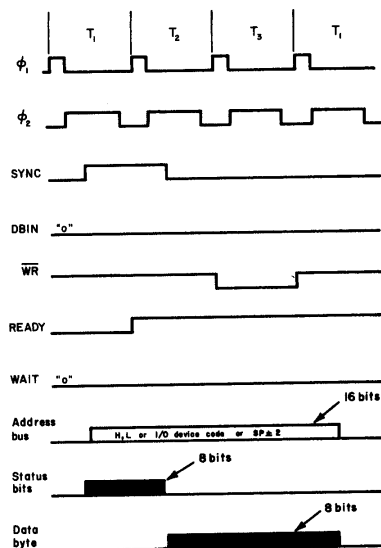 T₁ T₂ T₃ T₁
ϕ₁
ϕ₂
SYNC
DBIN "o"
W̅R̅
READY
WAIT "o"
16 bits
Address bus
H,L or I/O device code or SP±2
Status bits
8 bits
Data byte
8 bits